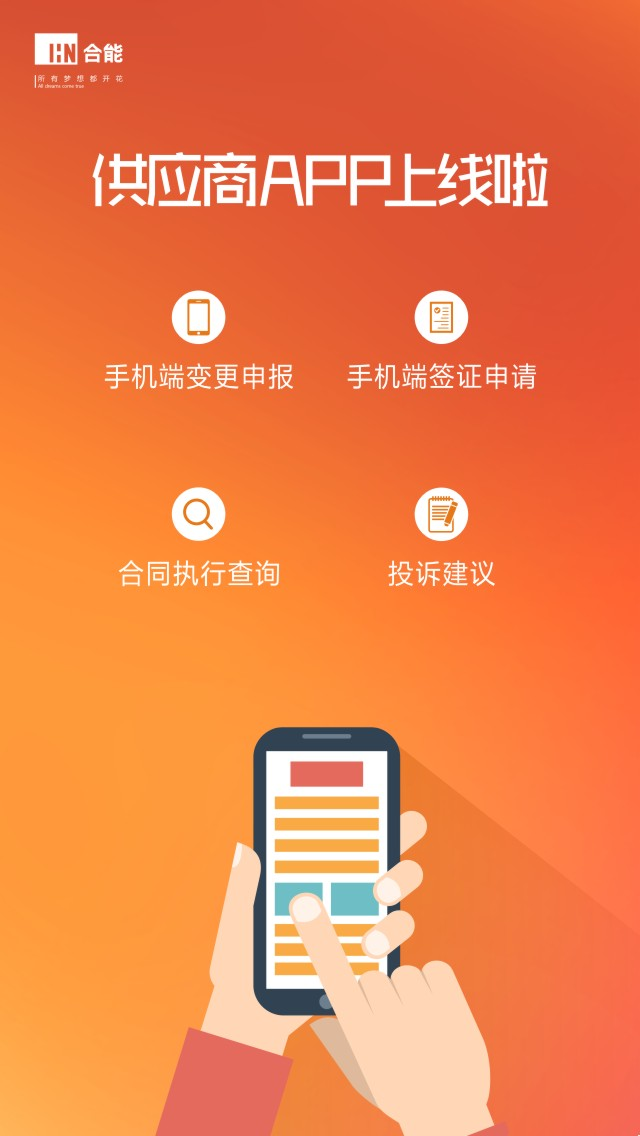 HN 合能
所有梦想都开花
All dreams come true
供应商APP上线啦
手机端变更申报
手机端签证申请
合同执行查询
投诉建议